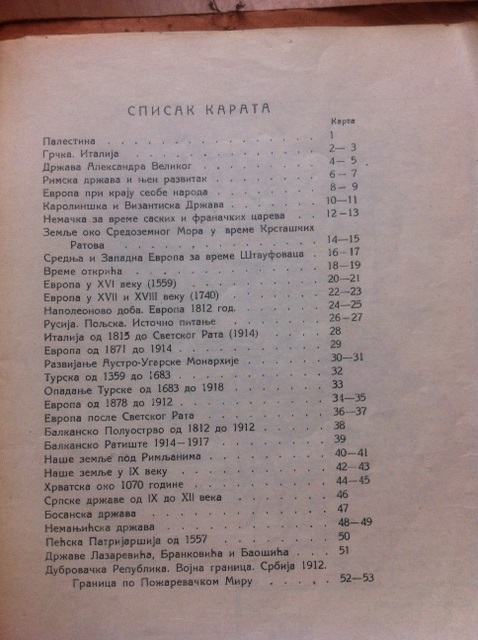 СПИСАК КАРАТА
Карта
Палестина . . . . . . . . . . . . 1
Грчка. Италија . . . . . . . . . . . 2— 3
Држава Александра Великог . . . . . . . . 4— 5
Римска држава и њен развитак . . . . . . . 6 - 7
Европа при крају сеобе народа . . . . . . . 8— 9
Каролиншка и Византиска Држава . . . . . . 10—11
Немачка за време саских и франачких царева . . 12-13
Земље око Средоземног Мора у време Крсташких
Ратова . . . . . . . . . . . . 14—15
Средња и Западна Европа за време Штауфоваца . 16-17
Време открића . . . . . . . . . . . 18—19
Европа у XVI веку (1559) . . . . . . . . 20—21
Европа у XVII и XVIII веку (1740) . . . . . . 22—23
Наполеоново доба. Европа 1812 год. . . . . . 24—25
Русија. Пољска. Источно питање . . . . . . 26-27
Италија од 1815 до Светског Рата (1914) . . . . 28
Европа од 1871 до 1914 . . . . . . . . . 29
Развијање Аустро-Угарске Монархије . . . . . 30—31
Турска од 1359 до 1683 . . . . . . . . . 32
Опадање Турске од 1683 до 1918 . . . . . . 33
Европа од 1878 до 1912 . . . . . . . . . 34—35
Европа после Светског Рата . . . . . . . . 36—37
Балканско Полуострво од 1812 до 1912 . . . . 38
Балканско Ратиште 1914—1917 . . . . . . . 39
Наше земље под Римљанима . . . . . . . . 40—41
Наше земље у IX веку . . . . . . . . . 42—43
Хрватска око 1070 године . . . . . . . . 44—45
Српске државе од IX до XII века . . . . . . 46
Босанска држава . . . . . . . . . . . 47
Немањићска држава . . . . . . . . . . 48—49
Пећска Патријаршија од 1557 . . . . . . . 50
Државе Лазаревића, Бранковића и Баошића . . . 51
Дубровачка Република. Војна граница. Србија 1912.
Граница по Пожаревачком Миру . . . . . 52—53